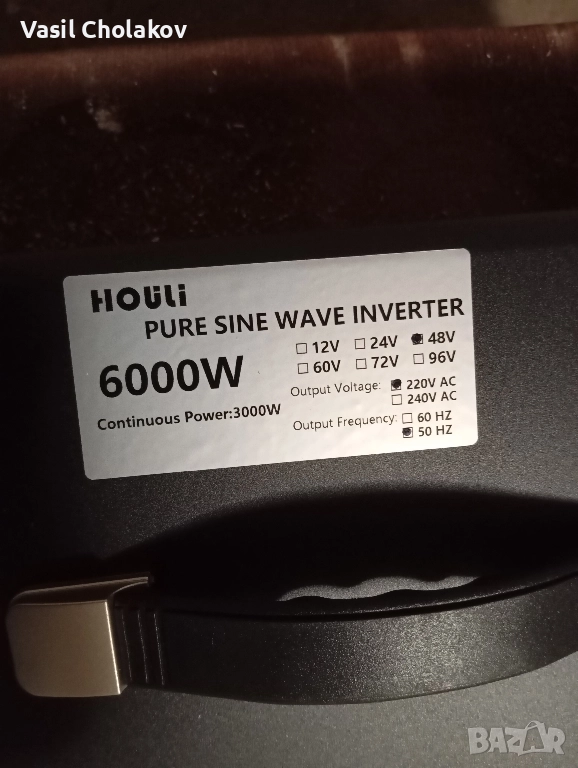 Vasil Cholakov
HOULI
PURE SINE WAVE INVERTER
6000W
☐ 12V ☐ 24V ☑ 48V
☐ 60V ☐ 72V ☐ 96V
Continuous Power:3000W
Output Voltage: ☑ 220V AC
☐ 240V AC
Output Frequency: ☐ 60 HZ
☑ 50 HZ
BAZAR